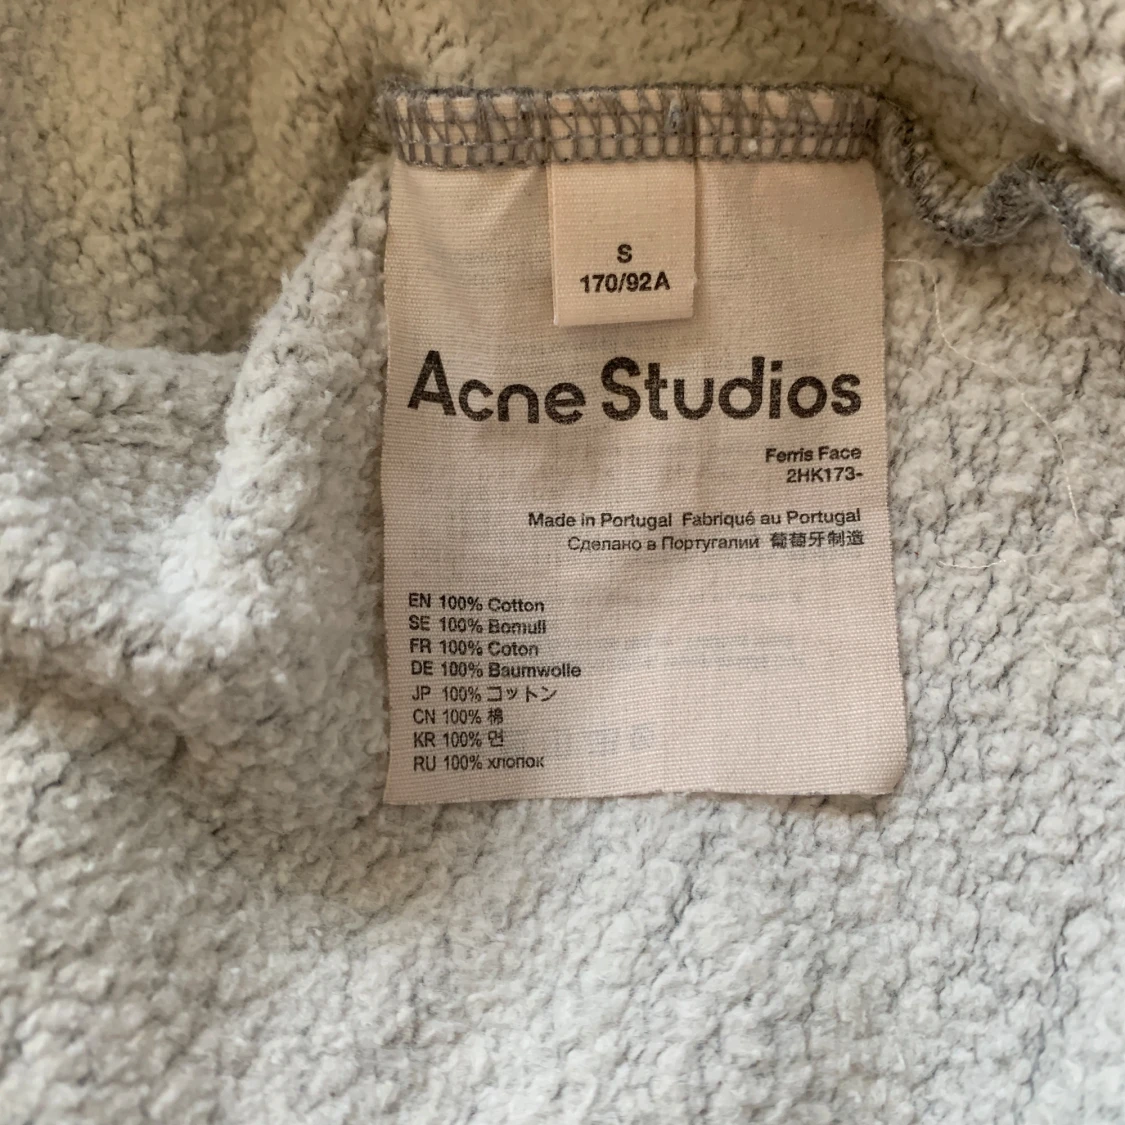 S
170/92A
Acne Studios
Ferris Face
2HK173-
Made in Portugal Fabriqué au Portugal
Сделано в Португалии 葡萄牙制造
EN 100% Cotton
SE 100% Bomull
FR 100% Coton
DE 100% Baumwolle
JP 100% コットン
CN 100% 棉
KR 100% 면
RU 100% хлопок